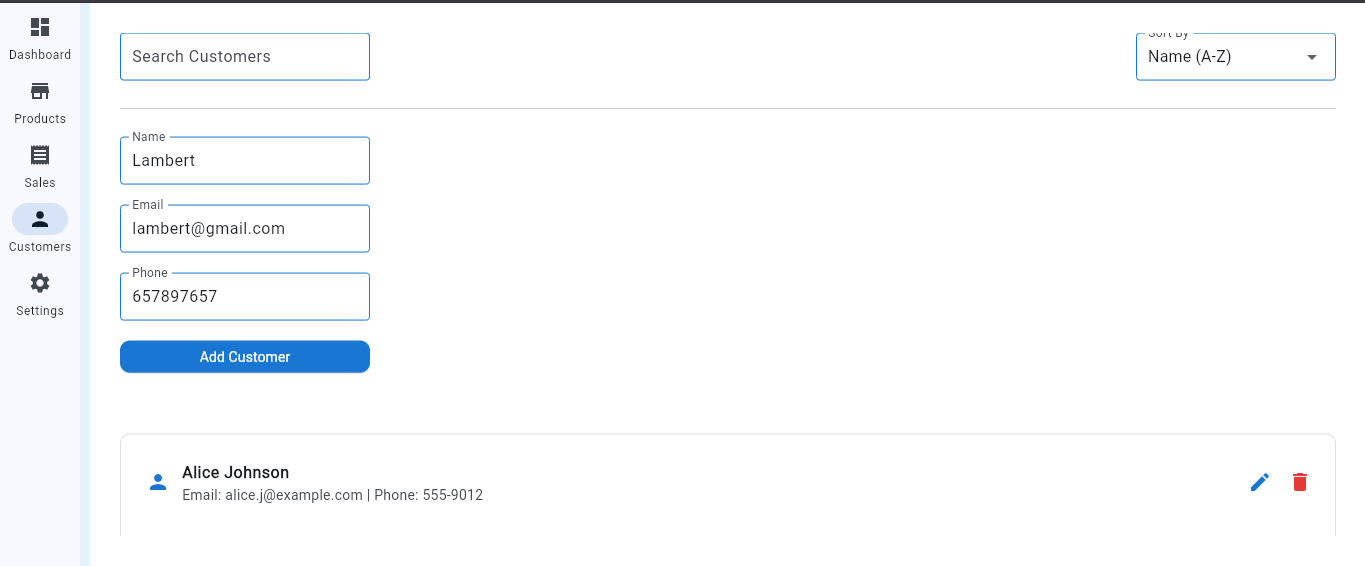 Dashboard
Products
Sales
Customers
Settings
Search Customers
Sort By
Name (A-Z)
Name
Lambert
Email
lambert@gmail.com
Phone
657897657
Add Customer
Alice Johnson
Email: alice.j@example.com | Phone: 555-9012